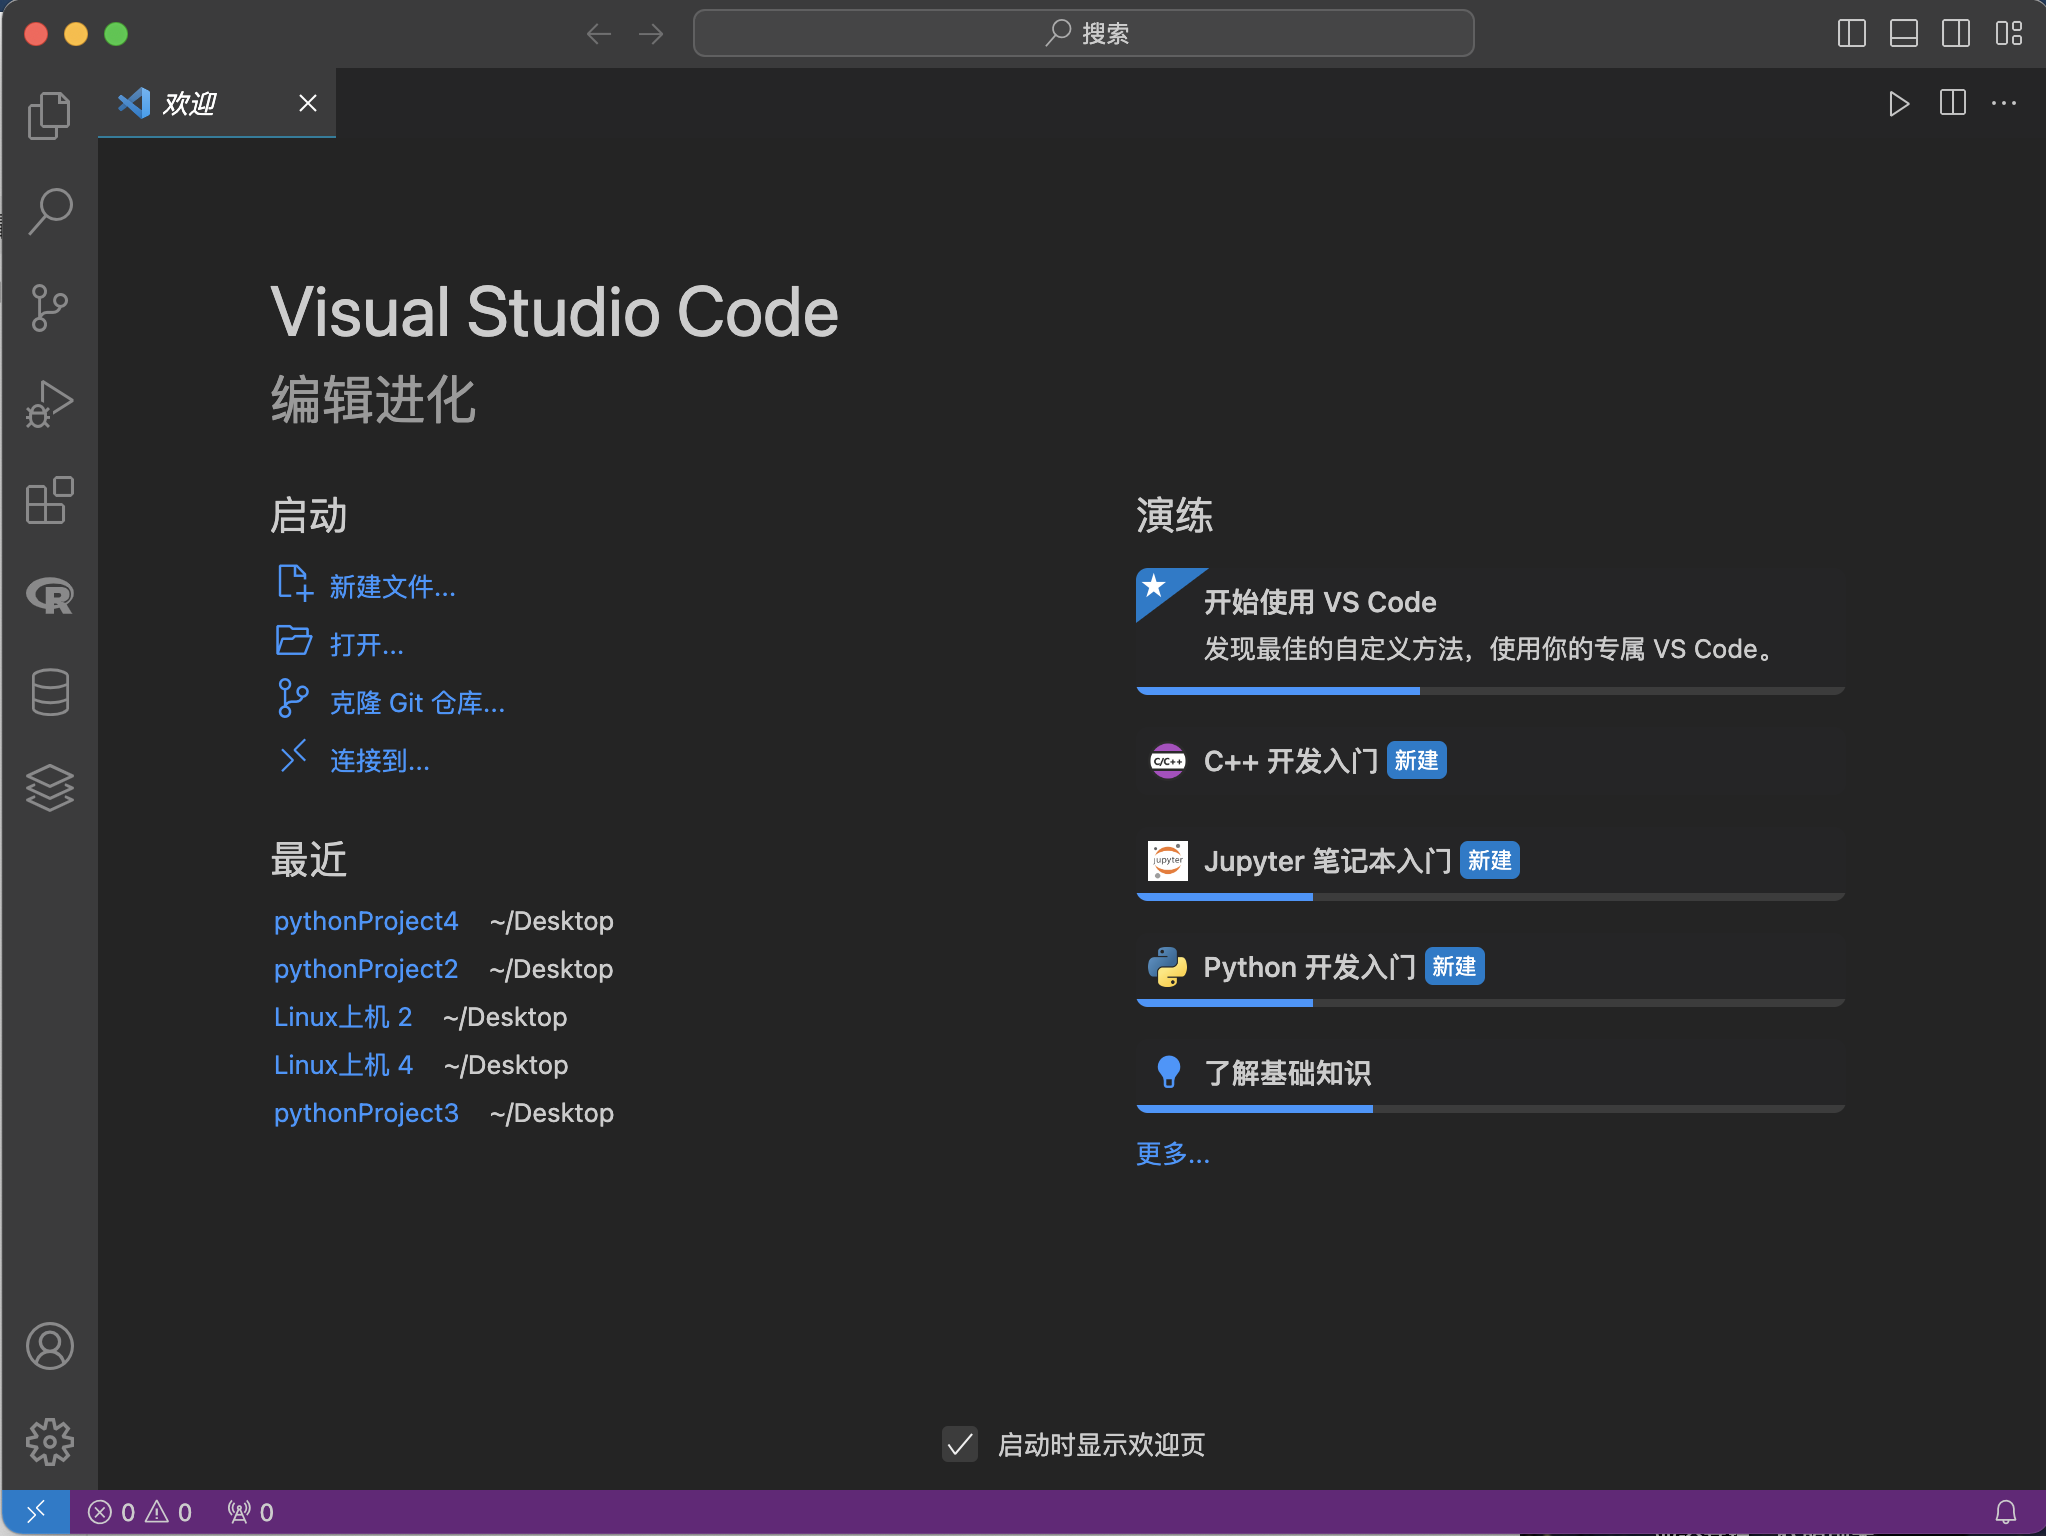 搜索
欢迎
Visual Studio Code
编辑进化
启动
新建文件...
打开...
克隆 Git 仓库...
连接到...
最近
pythonProject4 ~/Desktop
pythonProject2 ~/Desktop
Linux上机 2 ~/Desktop
Linux上机 4 ~/Desktop
pythonProject3 ~/Desktop
演练
开始使用 VS Code
发现最佳的自定义方法，使用你的专属 VS Code。
C/C++ C++ 开发入门 新建
jupyter Jupyter 笔记本入门 新建
Python 开发入门 新建
了解基础知识
更多...
启动时显示欢迎页
0 0 0